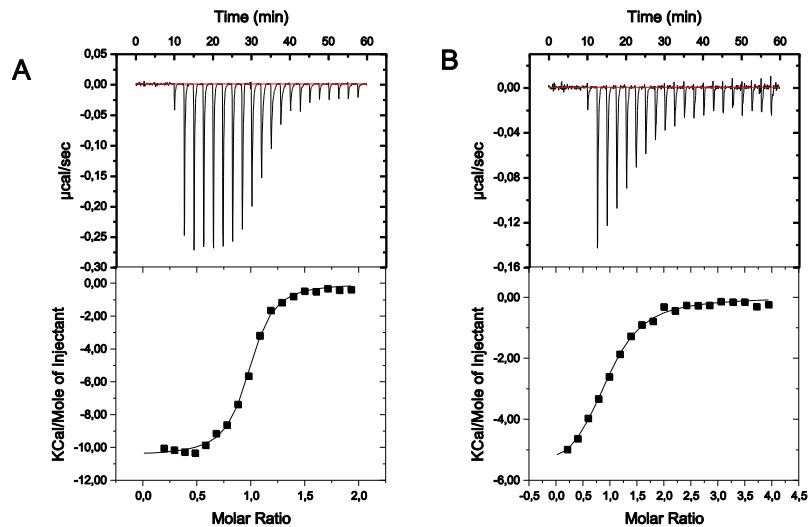 Time (min)
0 10 20 30 40 50 60
A
0,05
0,00
-0,05
-0,10
-0,15
-0,20
-0,25
-0,30
µcal/sec
0,00
-2,00
-4,00
-6,00
-8,00
-10,00
-12,00
KCal/Mole of Injectant
0,0 0,5 1,0 1,5 2,0
Molar Ratio
Time (min)
0 10 20 30 40 50 60
B
0,00
-0,04
-0,08
-0,12
-0,16
µcal/sec
0,00
-2,00
-4,00
-6,00
KCal/Mole of Injectant
-0,5 0,0 0,5 1,0 1,5 2,0 2,5 3,0 3,5 4,0 4,5
Molar Ratio